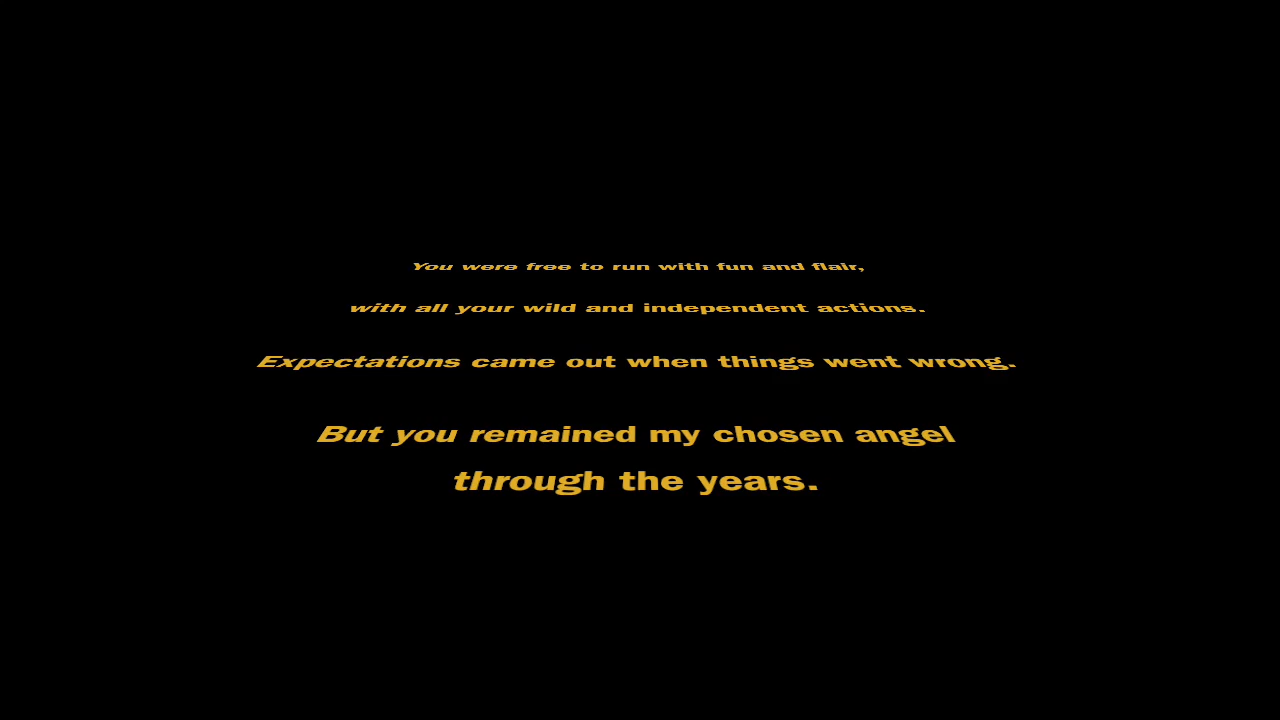 You were free to run with fun and flair,
with all your wild and independent actions.
Expectations came out when things went wrong.
But you remained my chosen angel
through the years.